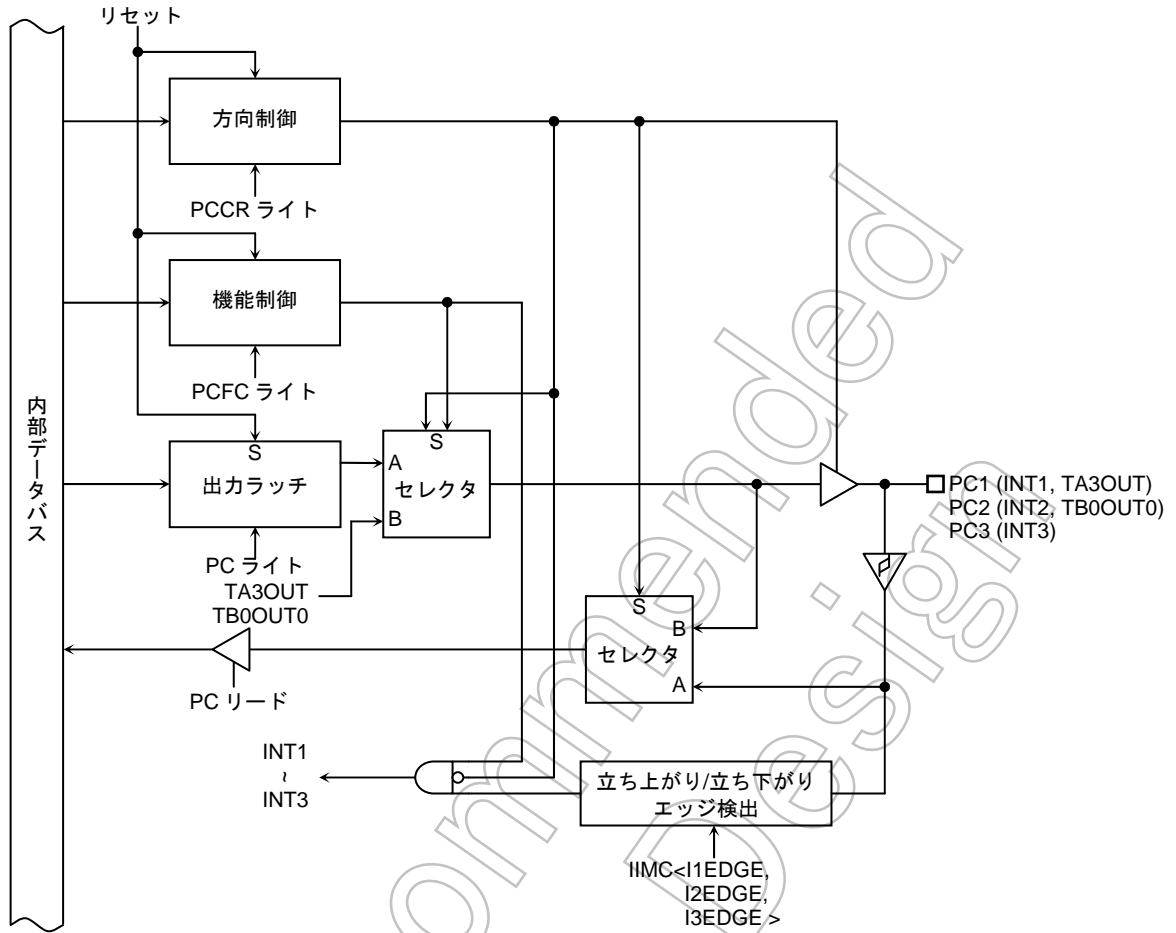 リセット
方向制御
PCCR ライト
機能制御
PCFC ライト
内部データバス
S
出力ラッチ
PC ライト
TA3OUT
TB0OUT0
S
A
セレクタ
B
PC1 (INT1, TA3OUT)
PC2 (INT2, TB0OUT0)
PC3 (INT3)
S
B
セレクタ
A
PC リード
INT1
~
INT3
立ち上がり/立ち下がり
エッジ検出
IIMC<I1EDGE,
I2EDGE,
I3EDGE >
ommended
Design